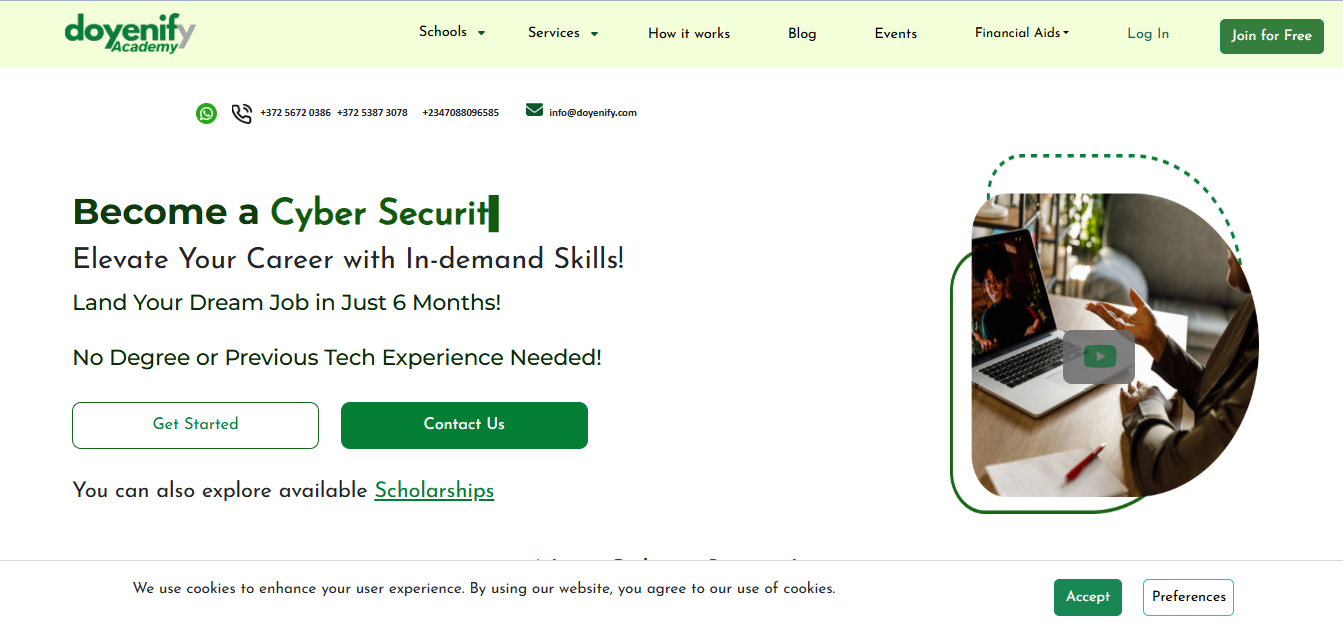 doyenify
Academy
Schools Services How it works Blog Events Financial Aids Log In Join for Free
+372 5672 0386 +372 5387 3078 +2347088096585 info@doyenify.com
Become a Cyber Securit
Elevate Your Career with In-demand Skills!
Land Your Dream Job in Just 6 Months!
No Degree or Previous Tech Experience Needed!
Get Started Contact Us
You can also explore available Scholarships
We use cookies to enhance your user experience. By using our website, you agree to our use of cookies. Accept Preferences